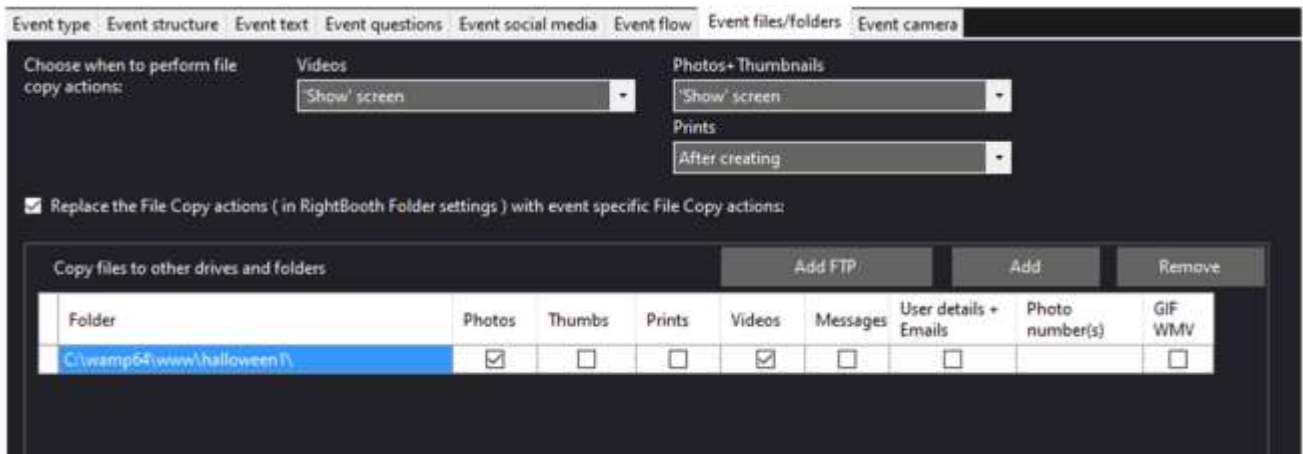 Event type Event structure Event text Event questions Event social media Event flow Event files/folders Event camera
Choose when to perform file
copy actions:
Videos
'Show' screen
Photos+Thumbnails
'Show' screen
Prints
After creating
Replace the File Copy actions ( in RightBooth Folder settings ) with event specific File Copy actions:
Copy files to other drives and folders
Add FTP
Add
Remove
Folder Photos Thumbs Prints Videos Messages User details + Emails Photo number(s) GIF WMV
C:\wamp64\www\halloween1\